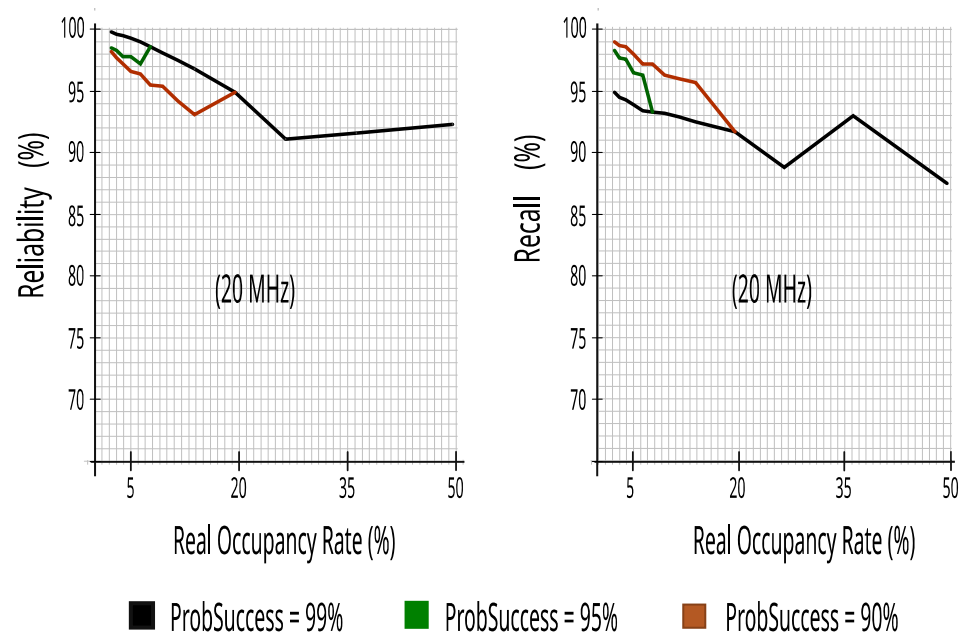 100
95
90
85
80
75
70
Reliability (%)
(20 MHz)
5 20 35 50
Real Occupancy Rate (%)
100
95
90
85
80
75
70
Recall (%)
(20 MHz)
5 20 35 50
Real Occupancy Rate (%)
ProbSuccess = 99% ProbSuccess = 95% ProbSuccess = 90%